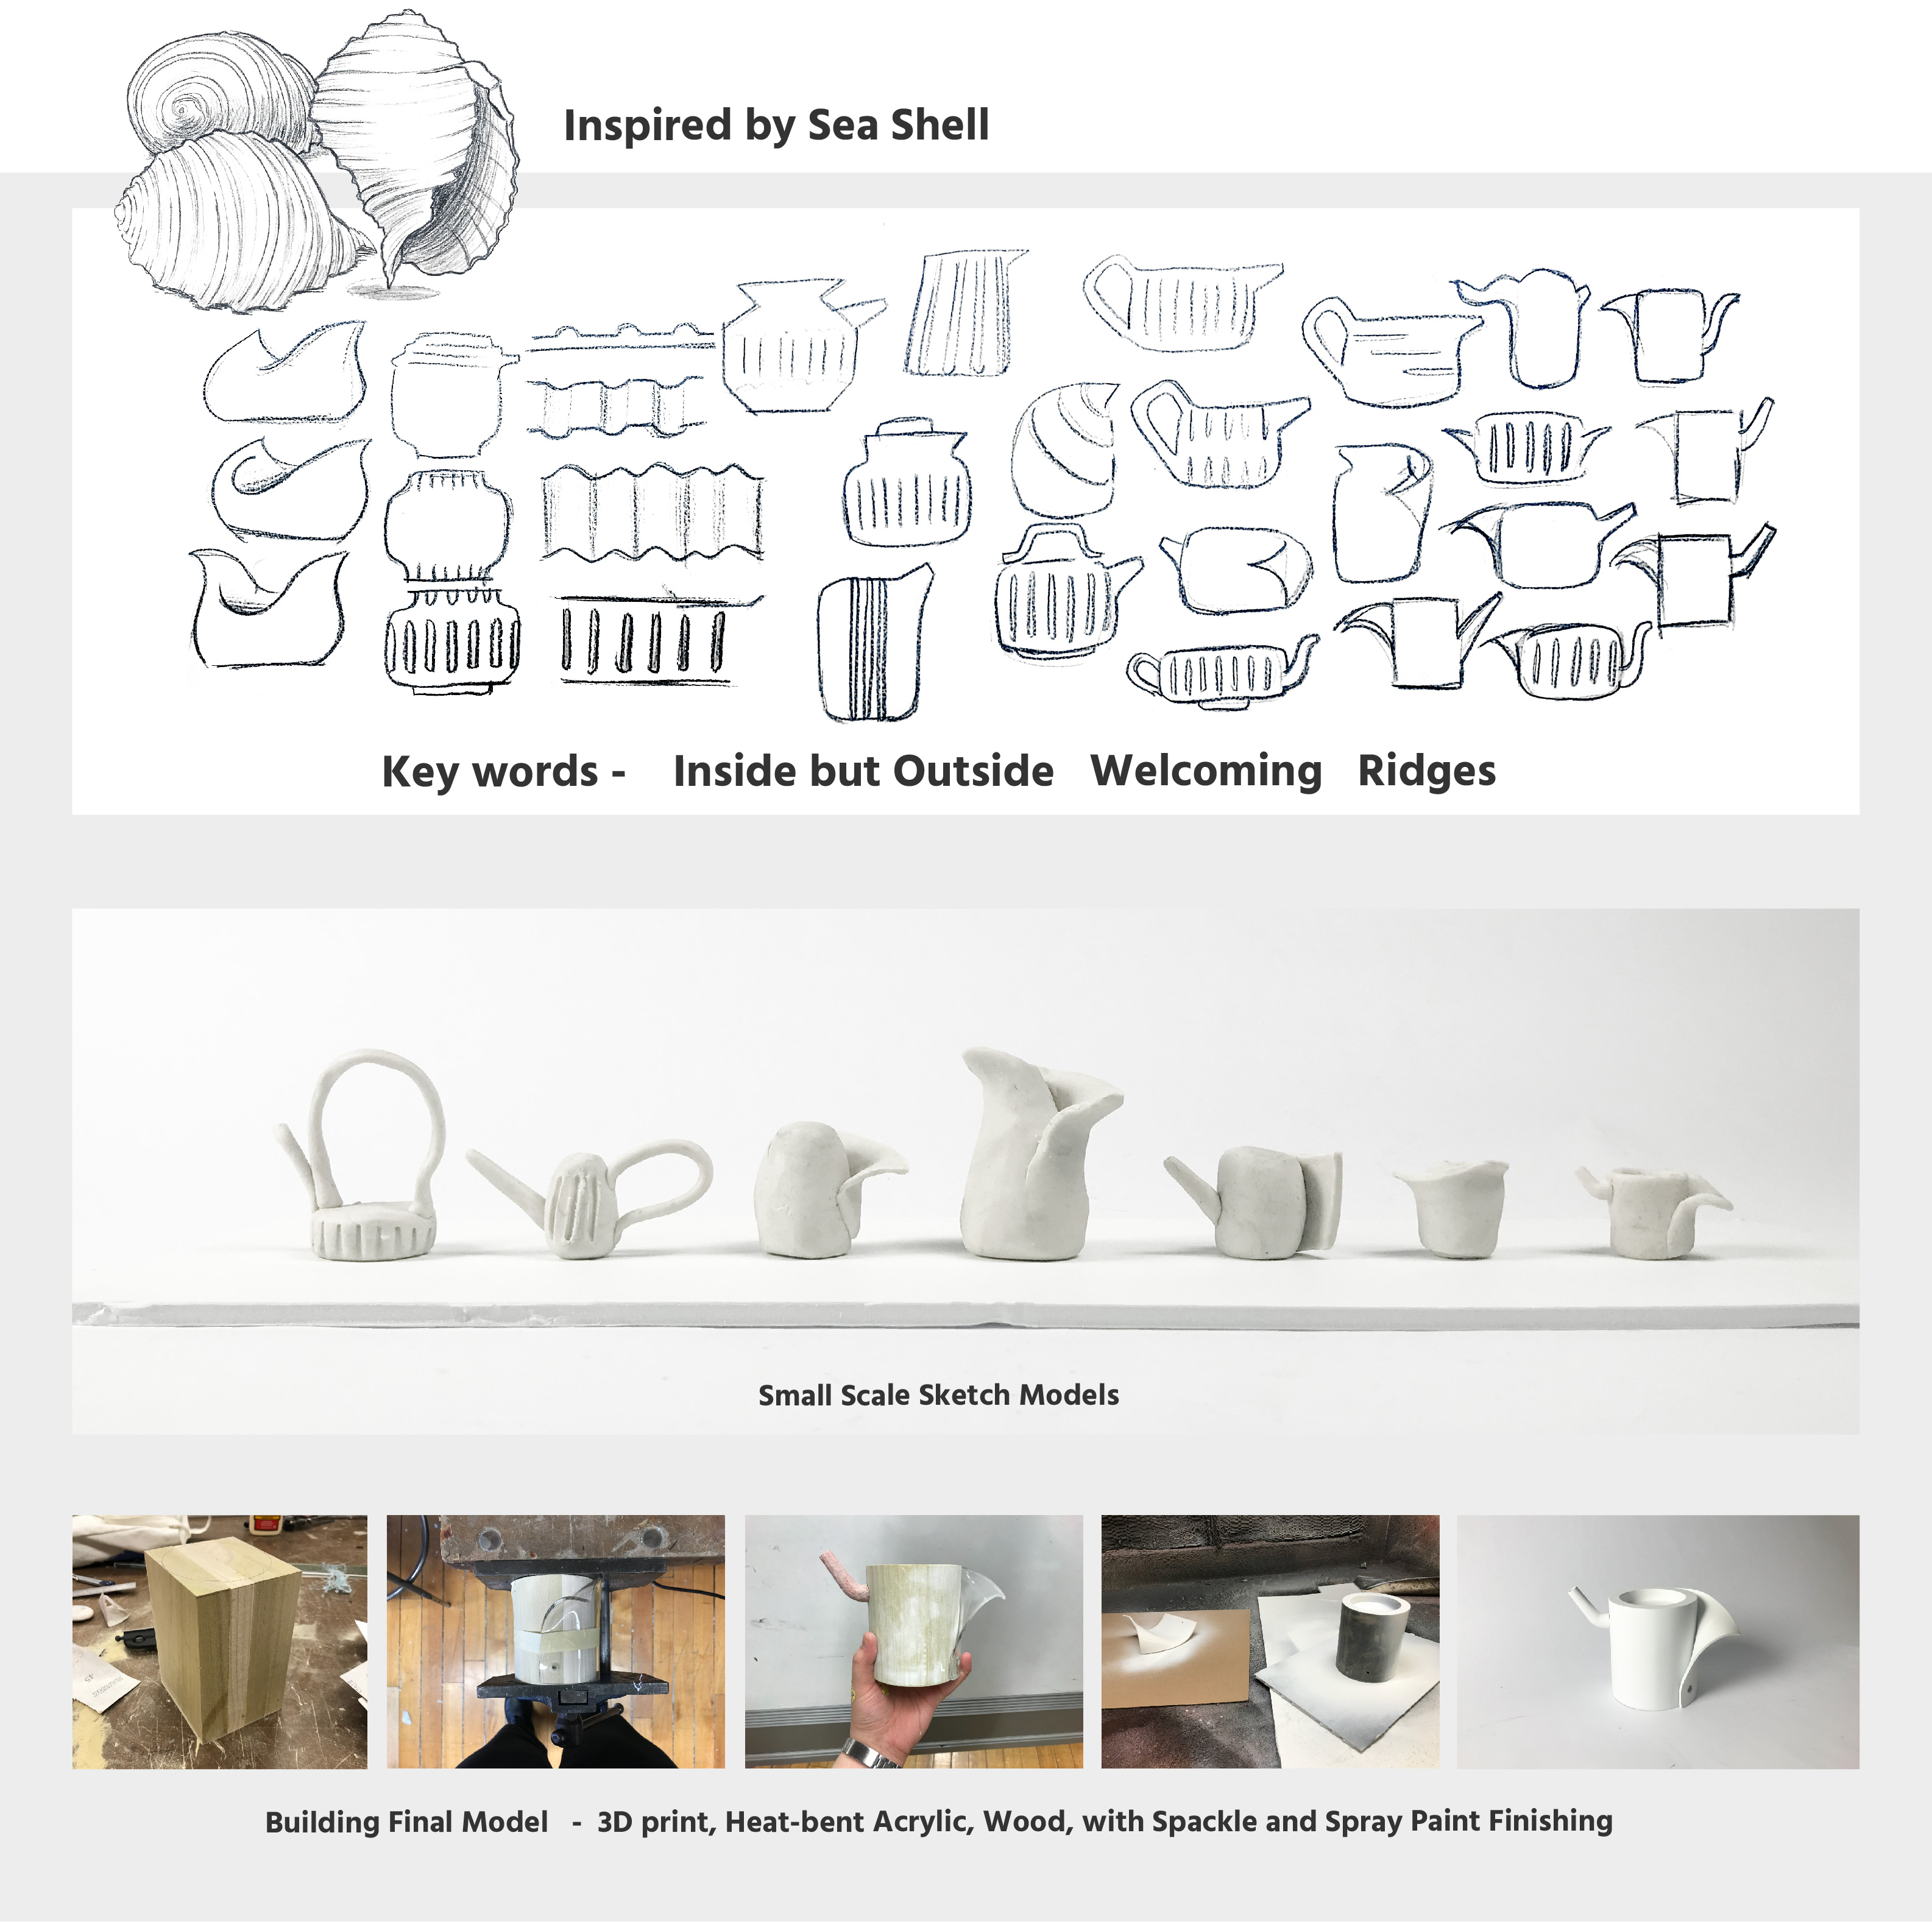 Inspired by Sea Shell
Key words - Inside but Outside Welcoming Ridges
Small Scale Sketch Models
Building Final Model - 3D print, Heat-bent Acrylic, Wood, with Spackle and Spray Paint Finishing